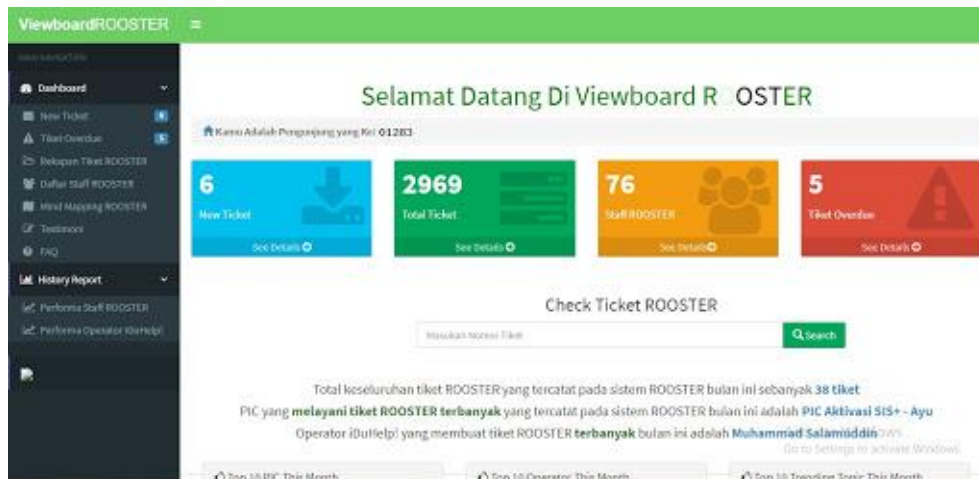 ViewboardROOSTER
MAIN NAVIGATION
Dashboard
New Ticket 6
Tiket Overdue 5
Rekapan Tiket ROOSTER
Daftar Staff ROOSTER
Mind Mapping ROOSTER
Testimoni
FAQ
History Report
Performa Staff ROOSTER
Performa Operator iDuHelp!
Selamat Datang Di Viewboard R OSTER
Kamu Adalah Pengunjung yang Ke: 01283
6
New Ticket
See Details
2969
Total Ticket
See Details
76
Staff ROOSTER
See Details
5
Tiket Overdue
See Details
Check Ticket ROOSTER
Masukan Nomor Tiket
Search
Total keseluruhan tiket ROOSTER yang tercatat pada sistem ROOSTER bulan ini sebanyak 38 tiket
PIC yang melayani tiket ROOSTER terbanyak yang tercatat pada sistem ROOSTER bulan ini adalah PIC Aktivasi SIS+ - Ayu
Operator iDuHelp! yang membuat tiket ROOSTER terbanyak bulan ini adalah Muhammad Salamuddin
Go to Settings to activate Windows.
Top 10 PIC This Month
Top 10 Operator This Month
Top 10 Trending Topic This Month